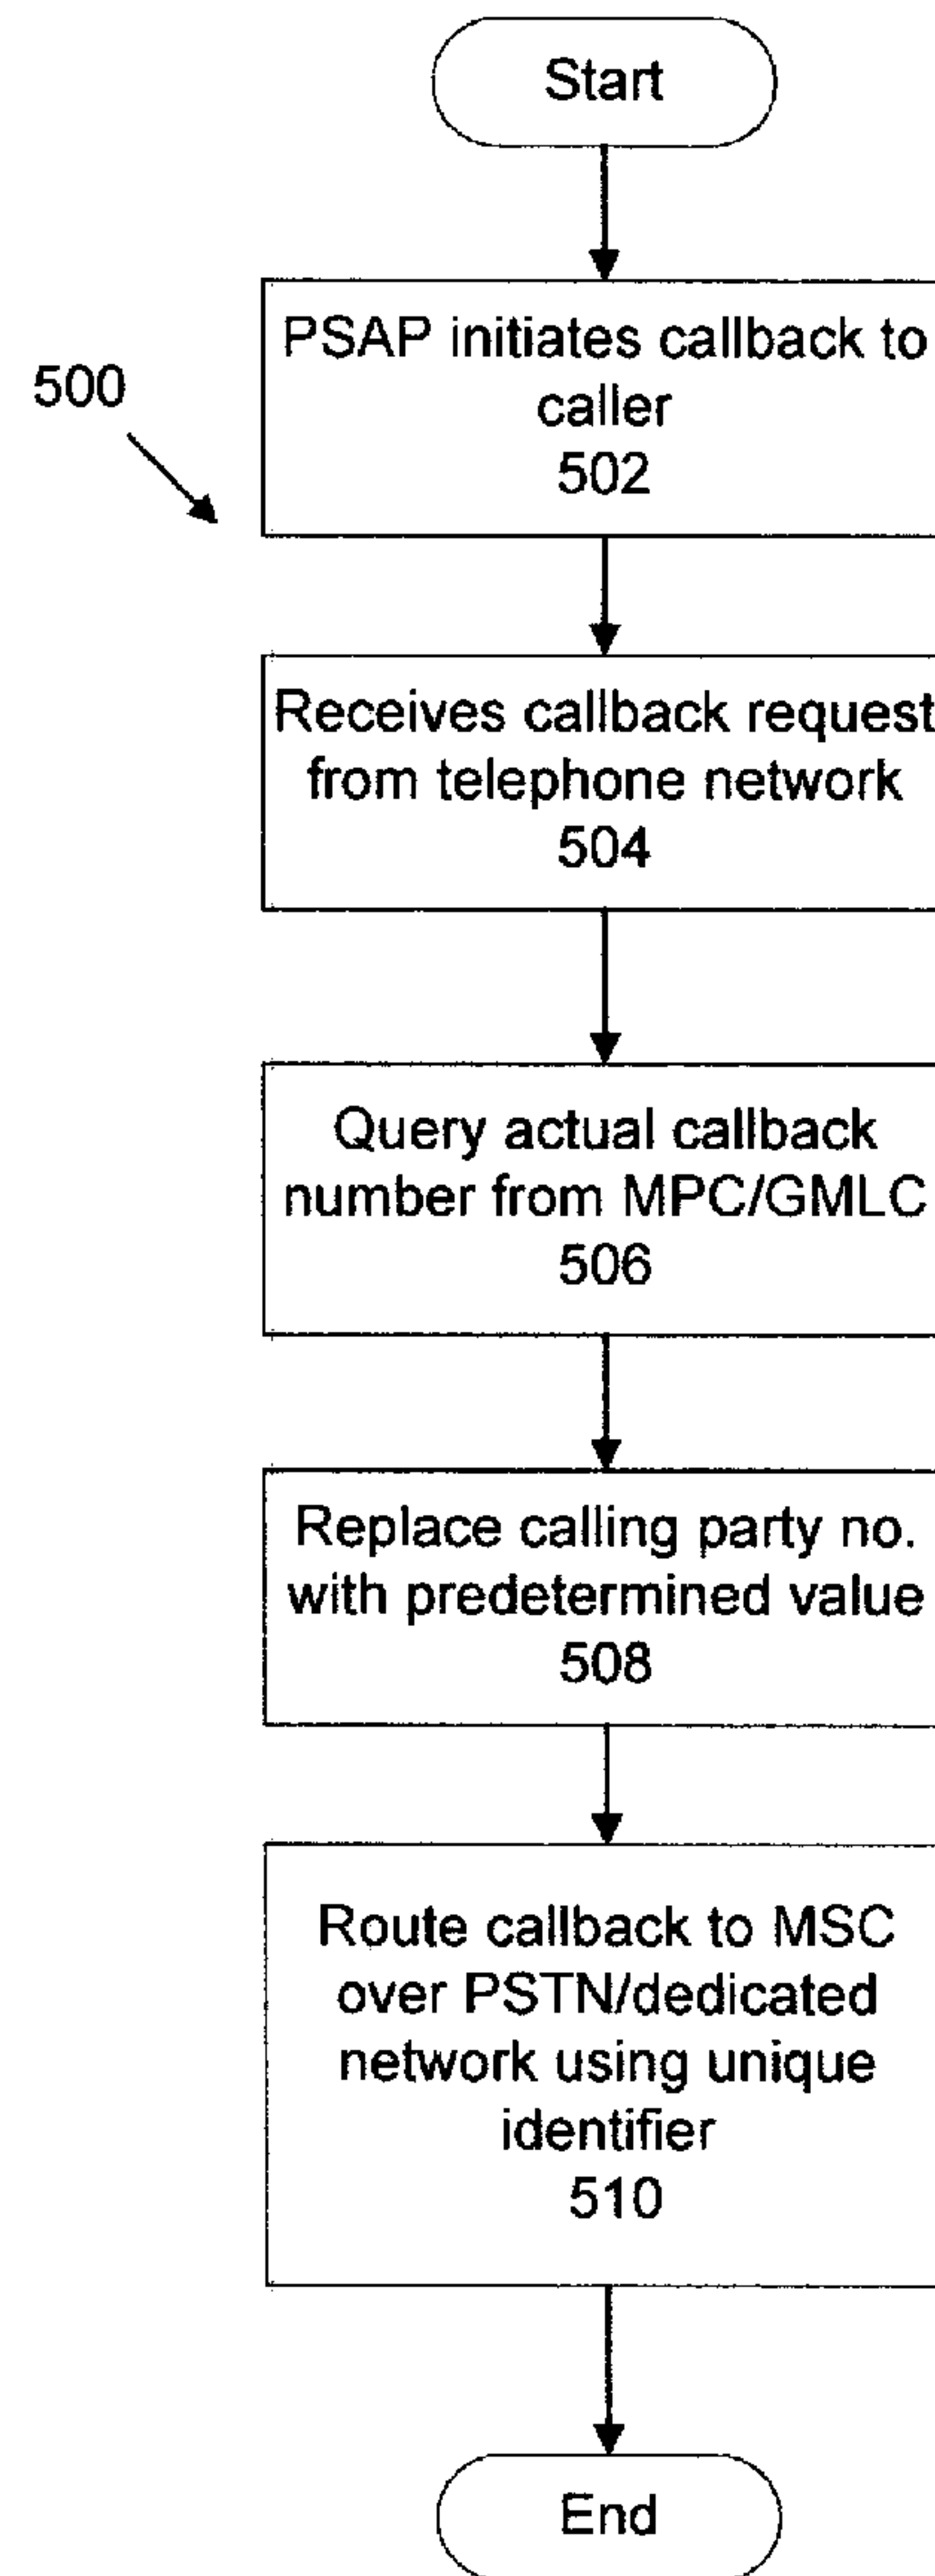 Start
500
PSAP initiates callback to
caller
502
Receives callback request
from telephone network
504
Query actual callback
number from MPC/GMLC
506
Replace calling party no.
with predetermined value
508
Route callback to MSC
over PSTN/dedicated
network using unique
identifier
510
End